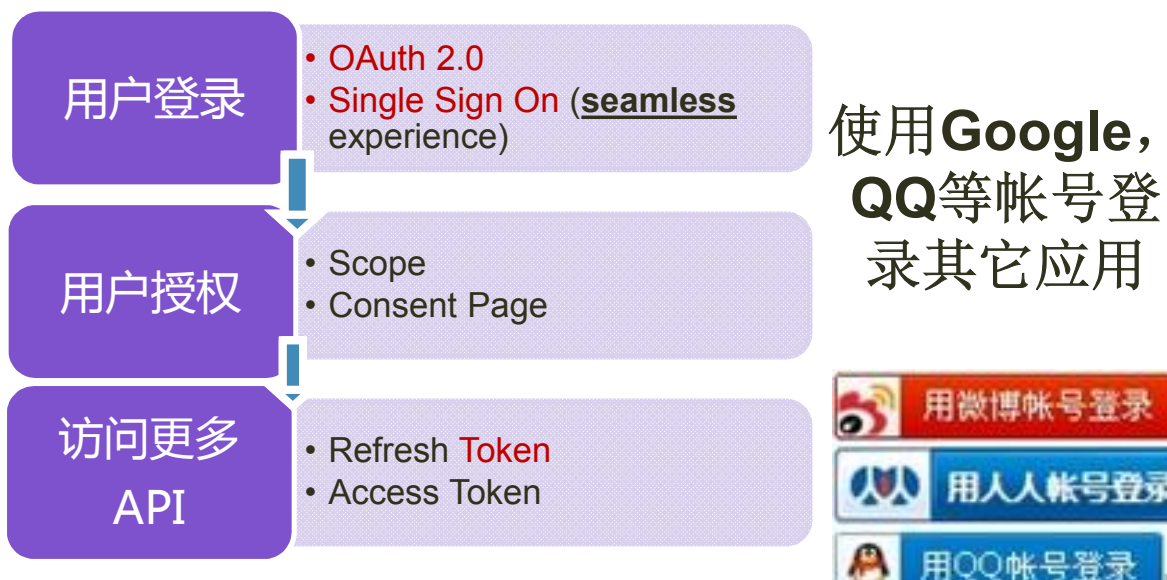 用户登录
• OAuth 2.0
• Single Sign On (seamless
experience)
用户授权
• Scope
• Consent Page
访问更多
API
• Refresh Token
• Access Token
使用Google，
QQ等帐号登
录其它应用
用微博帐号登录
用人人帐号登录
用QQ帐号登录